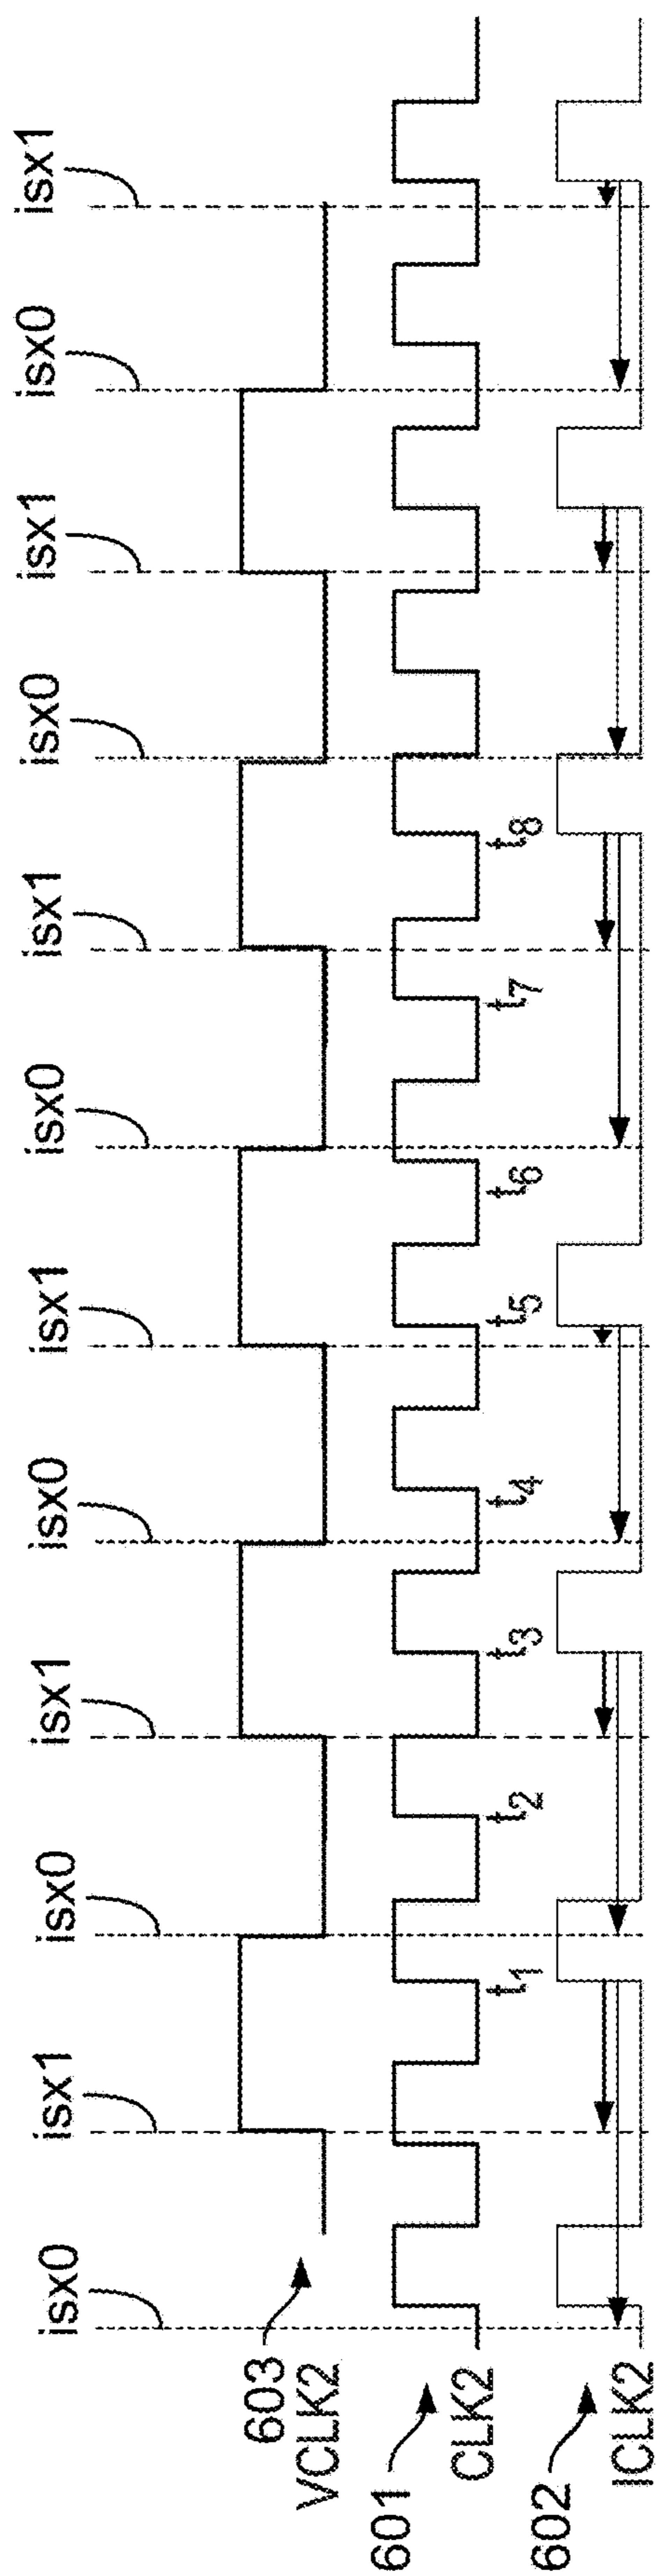 isx0
isx1
isx0
isx1
isx0
isx1
isx0
isx1
isx0
isx1
isx0
isx1
603
VCLK2
601
CLK2
t1
t2
t3
t4
t5
t6
t7
t8
602
ICLK2